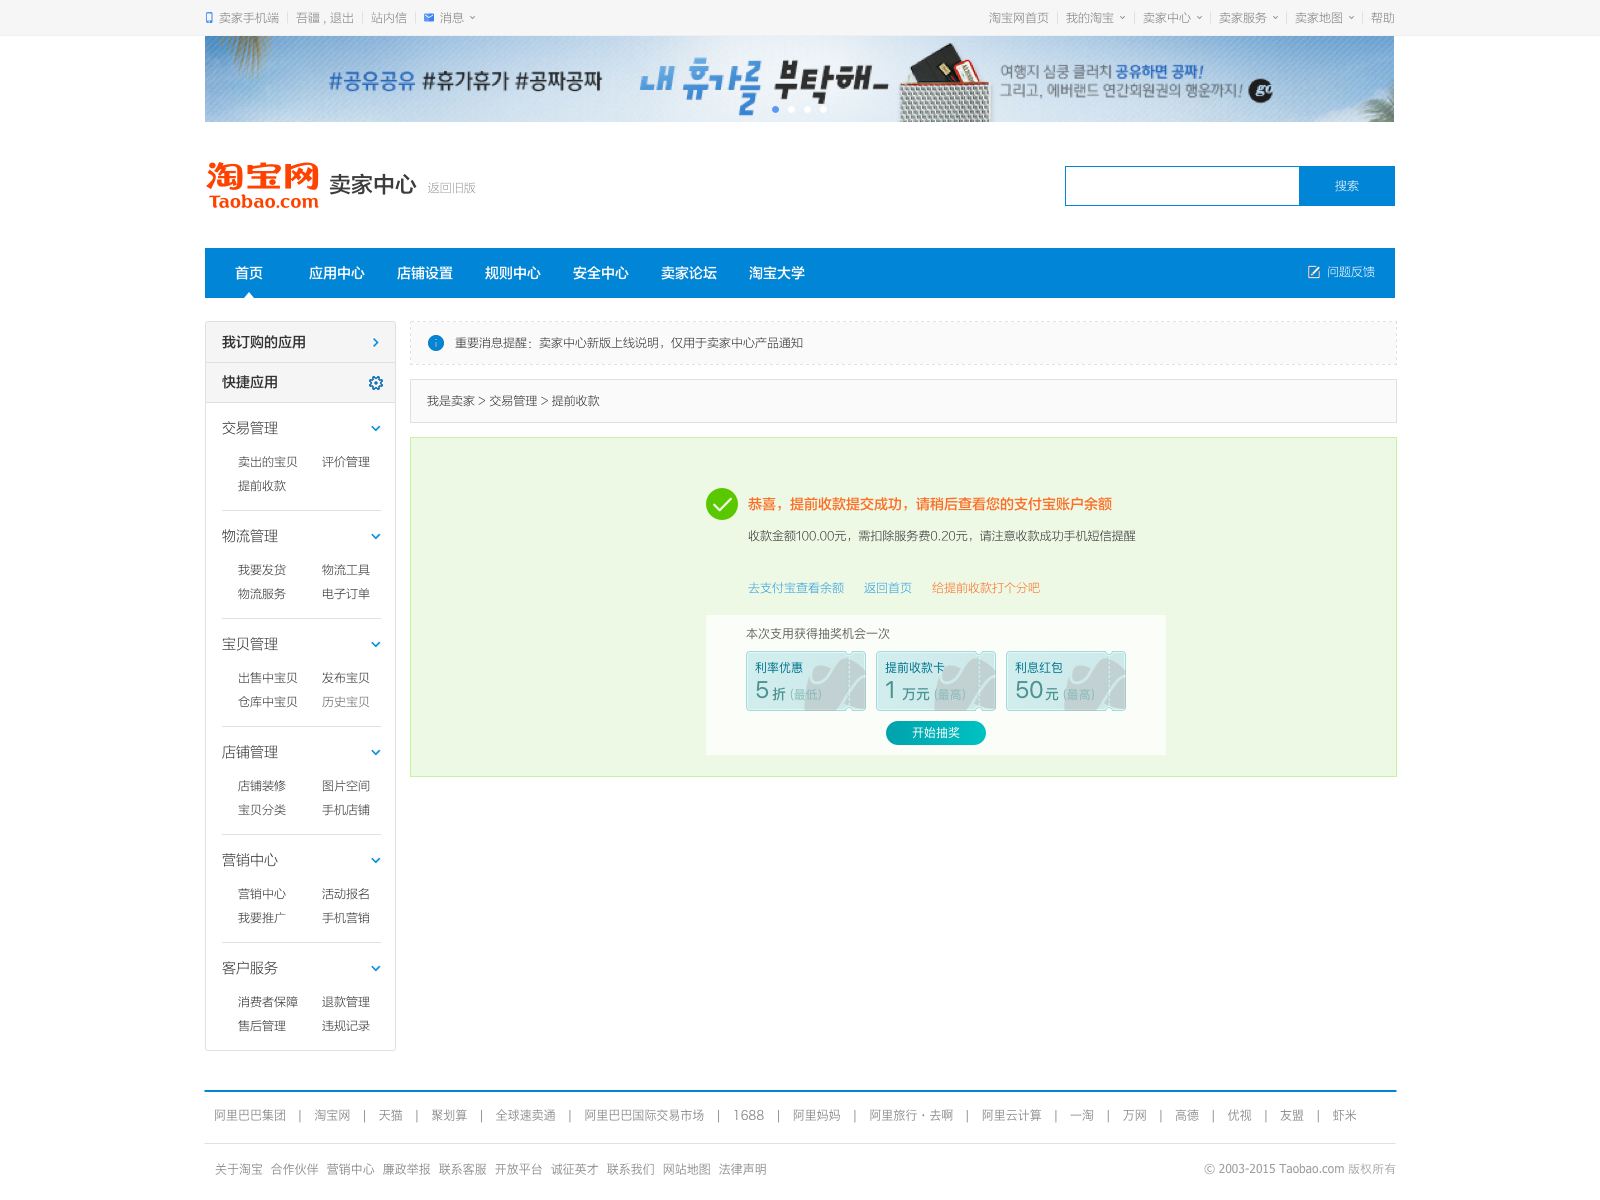 卖家手机端 吾疆 , 退出 站内信 消息 淘宝网首页 我的淘宝 卖家中心 卖家服务 卖家地图 帮助
#공유공유 #휴가휴가 #공짜공짜
내 휴가를 부탁해~
여행지 심쿵 클러치 공유하면 공짜!
그리고, 에버랜드 연간회원권의 행운까지! go
淘宝网
Taobao.com
卖家中心 返回旧版
搜索
首页 应用中心 店铺设置 规则中心 安全中心 卖家论坛 淘宝大学 问题反馈
我订购的应用
快捷应用
交易管理
卖出的宝贝 评价管理
提前收款
物流管理
我要发货 物流工具
物流服务 电子订单
宝贝管理
出售中宝贝 发布宝贝
仓库中宝贝 历史宝贝
店铺管理
店铺装修 图片空间
宝贝分类 手机店铺
营销中心
营销中心 活动报名
我要推广 手机营销
客户服务
消费者保障 退款管理
售后管理 违规记录
重要消息提醒：卖家中心新版上线说明，仅用于卖家中心产品通知
我是卖家 > 交易管理 > 提前收款
恭喜，提前收款提交成功，请稍后查看您的支付宝账户余额
收款金额100.00元，需扣除服务费0.20元，请注意收款成功手机短信提醒
去支付宝查看余额 返回首页 给提前收款打个分吧
本次支用获得抽奖机会一次
利率优惠
5 折 (最低)
提前收款卡
1 万元 (最高)
利息红包
50元 (最高)
开始抽奖
阿里巴巴集团 | 淘宝网 | 天猫 | 聚划算 | 全球速卖通 | 阿里巴巴国际交易市场 | 1688 | 阿里妈妈 | 阿里旅行·去啊 | 阿里云计算 | 一淘 | 万网 | 高德 | 优视 | 友盟 | 虾米
关于淘宝 合作伙伴 营销中心 廉政举报 联系客服 开放平台 诚征英才 联系我们 网站地图 法律声明
© 2003-2015 Taobao.com 版权所有